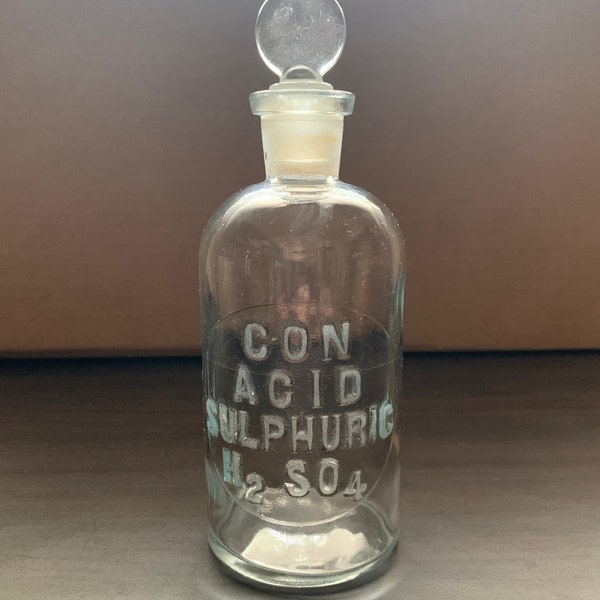 CON
ACID
SULPHURIC
H₂ SO₄